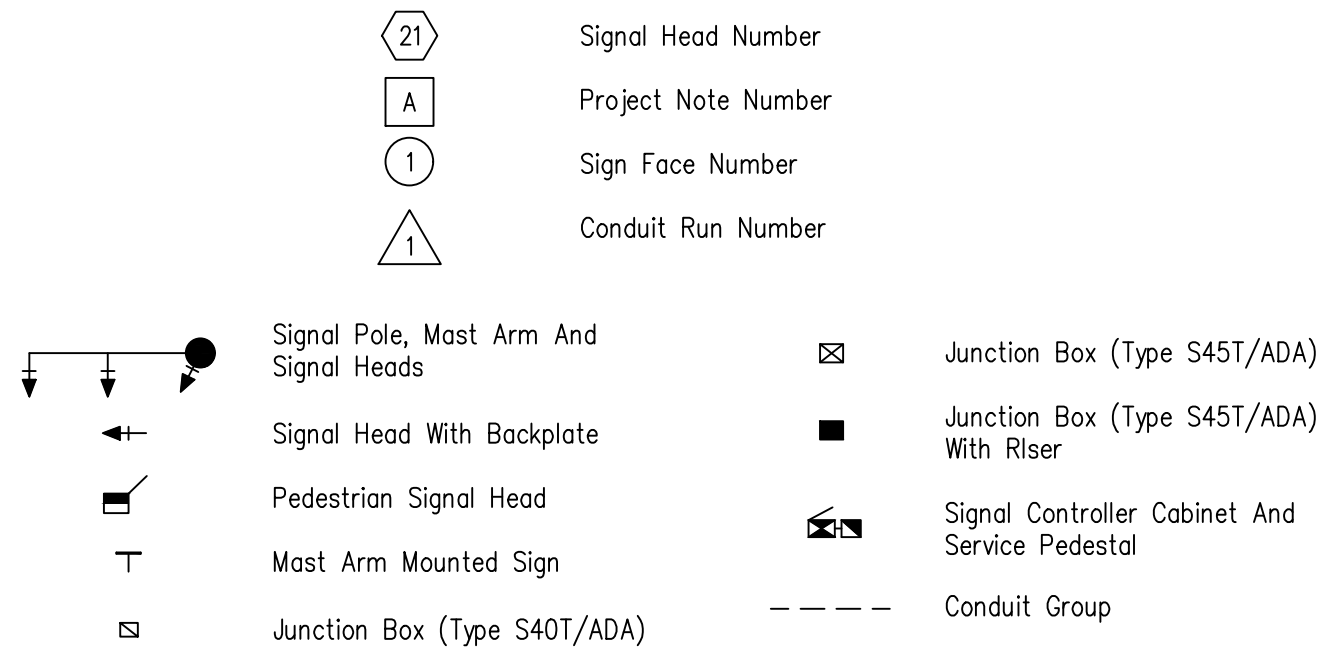 21
Signal Head Number
A
Project Note Number
1
Sign Face Number
1
Conduit Run Number
Signal Pole, Mast Arm And
Signal Heads
Signal Head With Backplate
Pedestrian Signal Head
Mast Arm Mounted Sign
Junction Box (Type S40T/ADA)
Junction Box (Type S45T/ADA)
Junction Box (Type S45T/ADA)
With RIser
Signal Controller Cabinet And
Service Pedestal
Conduit Group